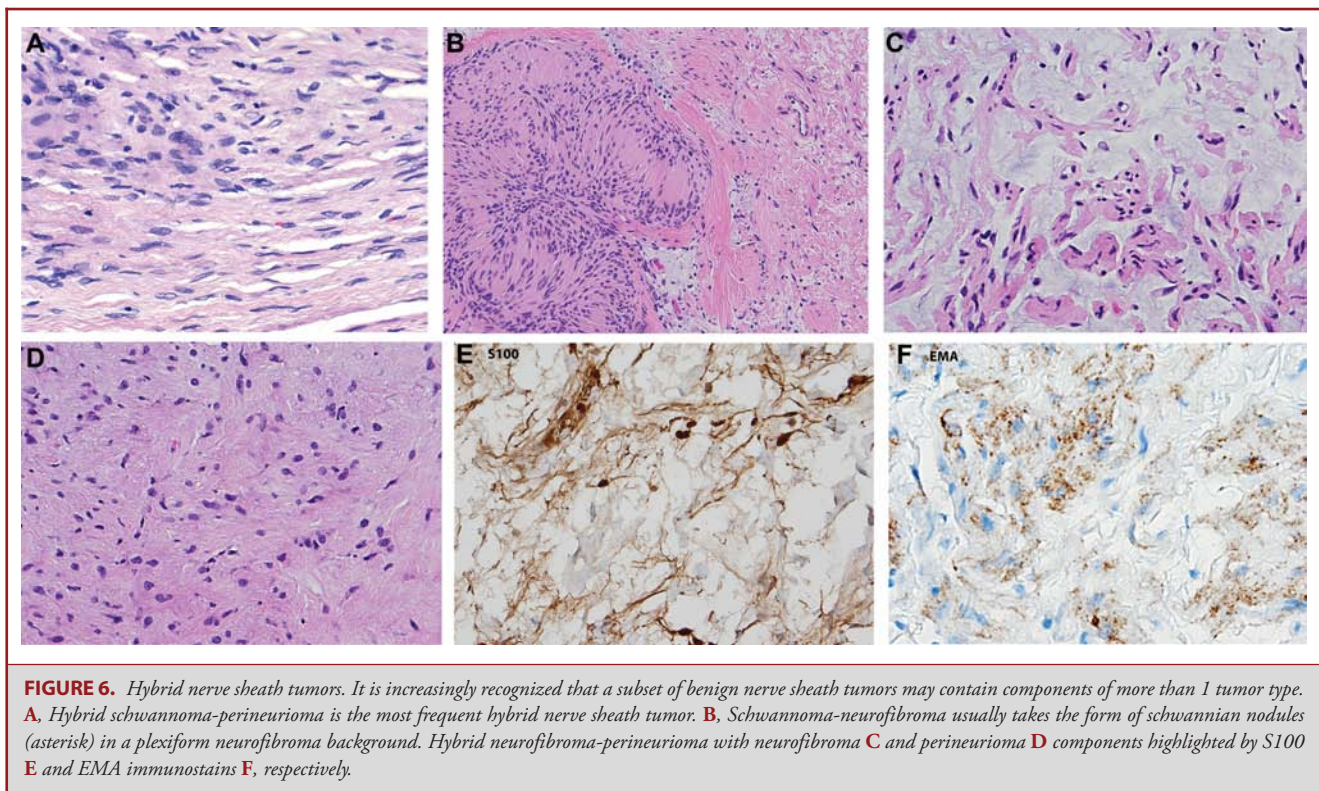 A
B
C
D
E S100
F EMA
FIGURE 6. Hybrid nerve sheath tumors. It is increasingly recognized that a subset of benign nerve sheath tumors may contain components of more than 1 tumor type.
A, Hybrid schwannoma-perineurioma is the most frequent hybrid nerve sheath tumor. B, Schwannoma-neurofibroma usually takes the form of schwannian nodules
(asterisk) in a plexiform neurofibroma background. Hybrid neurofibroma-perineurioma with neurofibroma C and perineurioma D components highlighted by S100
E and EMA immunostains F, respectively.